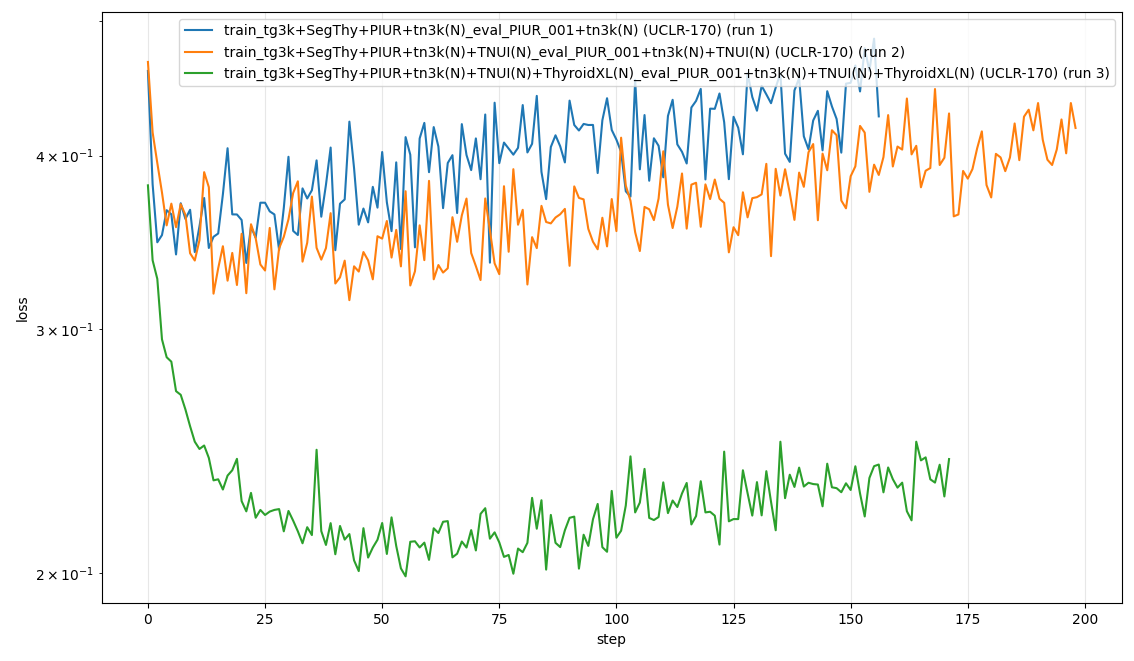 train_tg3k+SegThy+PIUR+tn3k(N)_eval_PIUR_001+tn3k(N) (UCLR-170) (run 1)
train_tg3k+SegThy+PIUR+tn3k(N)+TNUI(N)_eval_PIUR_001+tn3k(N)+TNUI(N) (UCLR-170) (run 2)
train_tg3k+SegThy+PIUR+tn3k(N)+TNUI(N)+ThyroidXL(N)_eval_PIUR_001+tn3k(N)+TNUI(N)+ThyroidXL(N) (UCLR-170) (run 3)
4 × 10⁻¹
3 × 10⁻¹
2 × 10⁻¹
loss
0 25 50 75 100 125 150 175 200
step